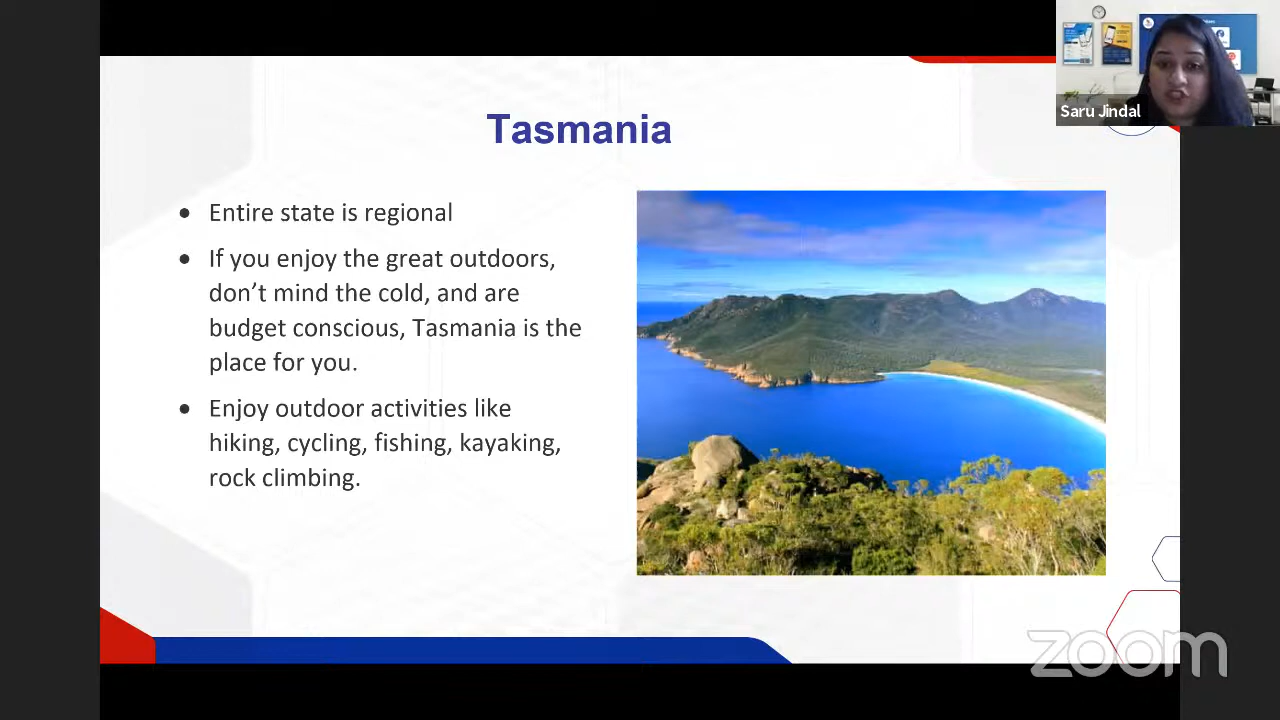 Saru Jindal
Tasmania
● Entire state is regional
● If you enjoy the great outdoors,
don't mind the cold, and are
budget conscious, Tasmania is the
place for you.
● Enjoy outdoor activities like
hiking, cycling, fishing, kayaking,
rock climbing.
zoom